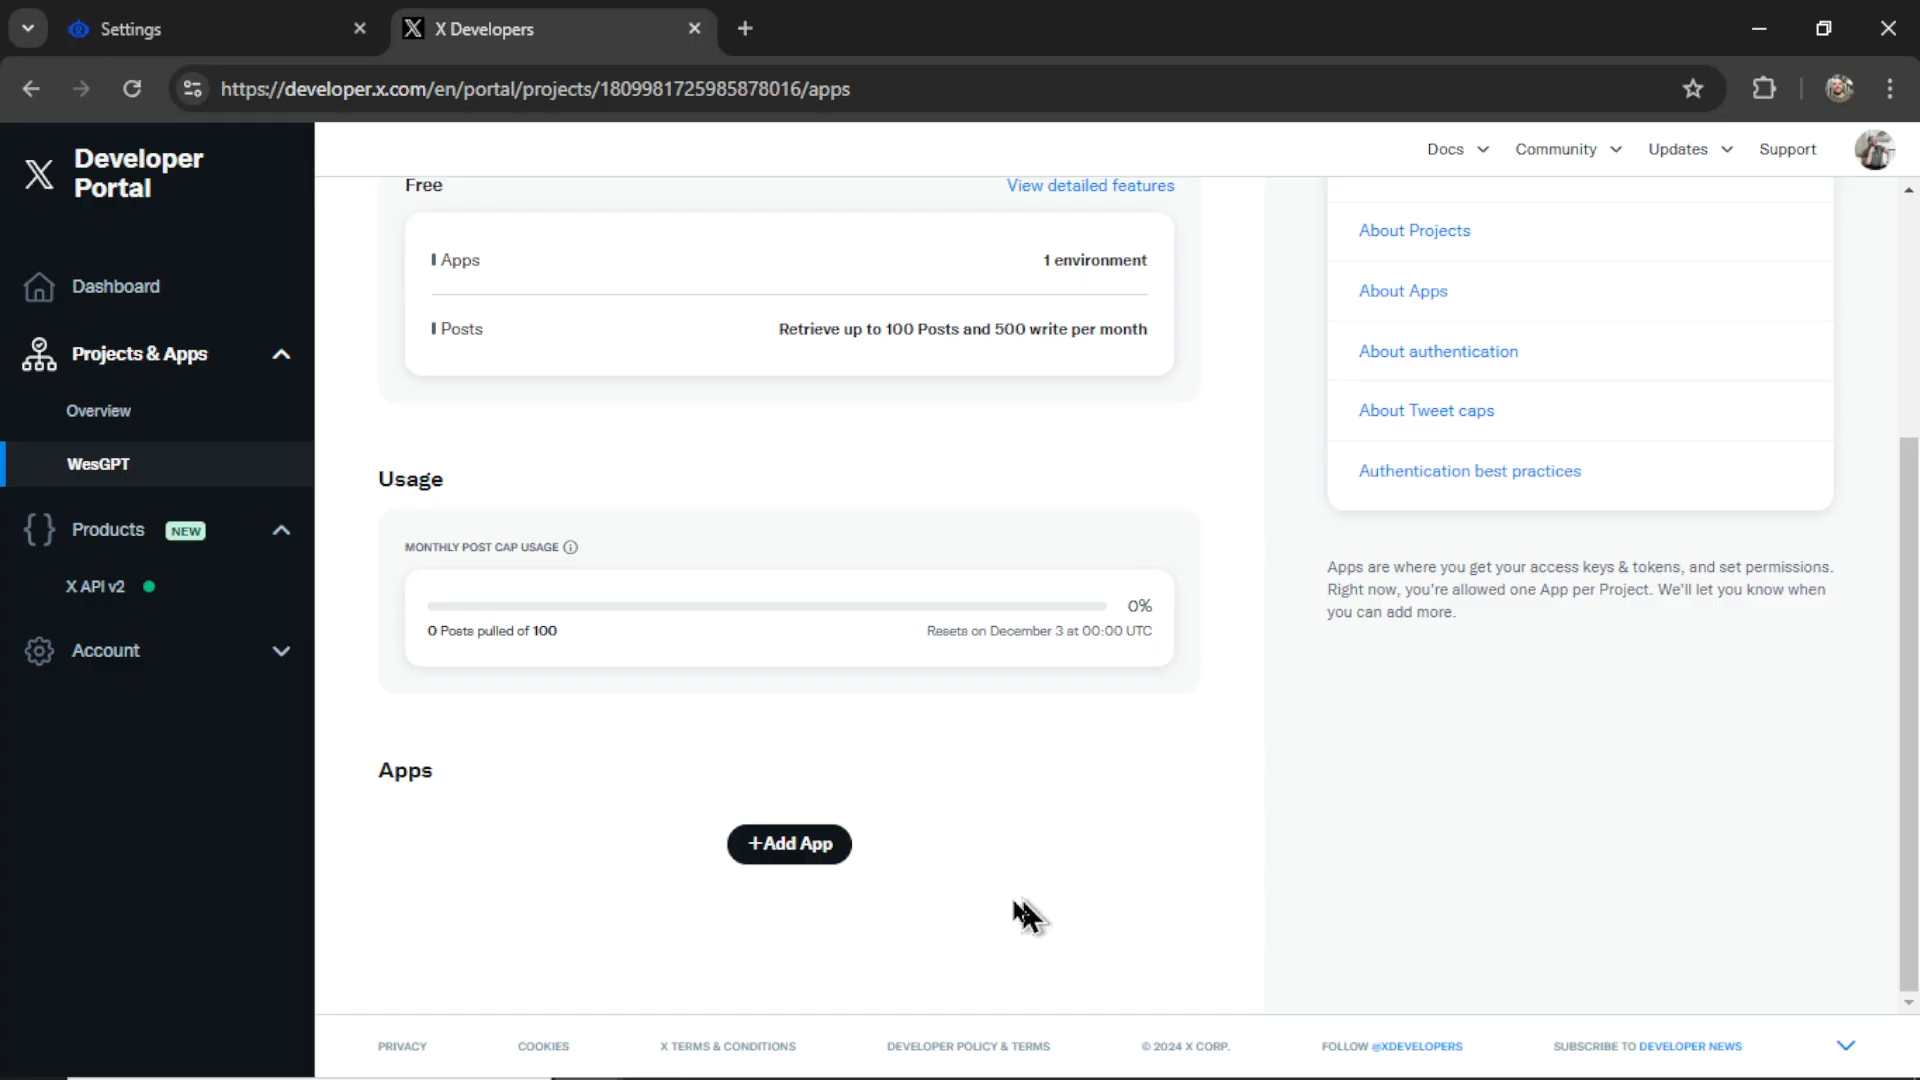 Settings
X Developers
https://developer.x.com/en/portal/projects/1809981725985878016/apps
Developer
Portal
Docs
Community
Updates
Support
Dashboard
Projects & Apps
Overview
WesGPT
Products NEW
X API v2
Account
Free
View detailed features
Apps
1 environment
Posts
Retrieve up to 100 Posts and 500 write per month
Usage
MONTHLY POST CAP USAGE
0%
0 Posts pulled of 100
Resets on December 3 at 00:00 UTC
Apps
+Add App
About Projects
About Apps
About authentication
About Tweet caps
Authentication best practices
Apps are where you get your access keys & tokens, and set permissions.
Right now, you're allowed one App per Project. We'll let you know when
you can add more.
PRIVACY
COOKIES
X TERMS & CONDITIONS
DEVELOPER POLICY & TERMS
© 2024 X CORP.
FOLLOW @XDEVELOPERS
SUBSCRIBE TO DEVELOPER NEWS